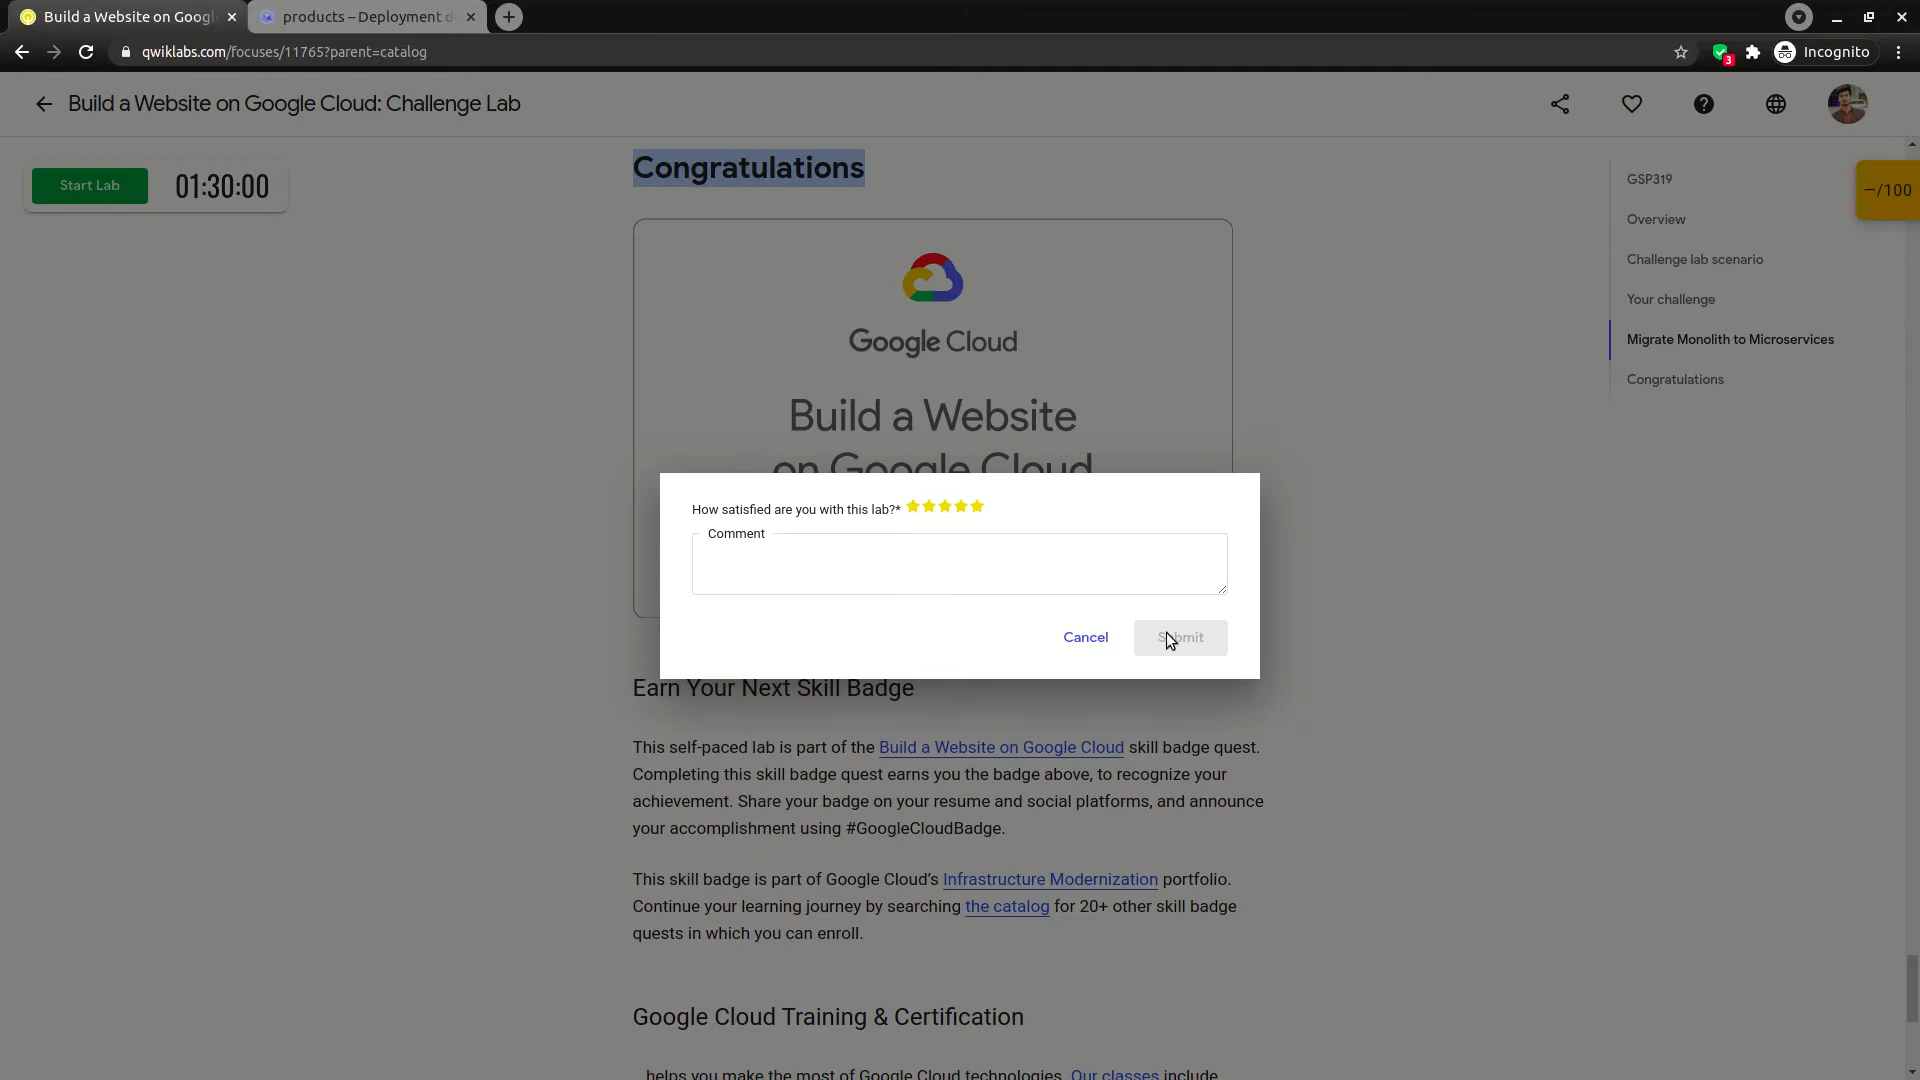 Build a Website on Googl
products – Deployment d
qwiklabs.com/focuses/11765?parent=catalog
3
Incognito
Build a Website on Google Cloud: Challenge Lab
Start Lab
01:30:00
Congratulations
GSP319
Overview
Challenge lab scenario
Your challenge
Migrate Monolith to Microservices
Congratulations
–/100
Google Cloud
Build a Website
on Google Cloud
How satisfied are you with this lab?*
Comment
Cancel
Submit
Earn Your Next Skill Badge
This self-paced lab is part of the Build a Website on Google Cloud skill badge quest.
Completing this skill badge quest earns you the badge above, to recognize your
achievement. Share your badge on your resume and social platforms, and announce
your accomplishment using #GoogleCloudBadge.
This skill badge is part of Google Cloud’s Infrastructure Modernization portfolio.
Continue your learning journey by searching the catalog for 20+ other skill badge
quests in which you can enroll.
Google Cloud Training & Certification
helps you make the most of Google Cloud technologies. Our classes include